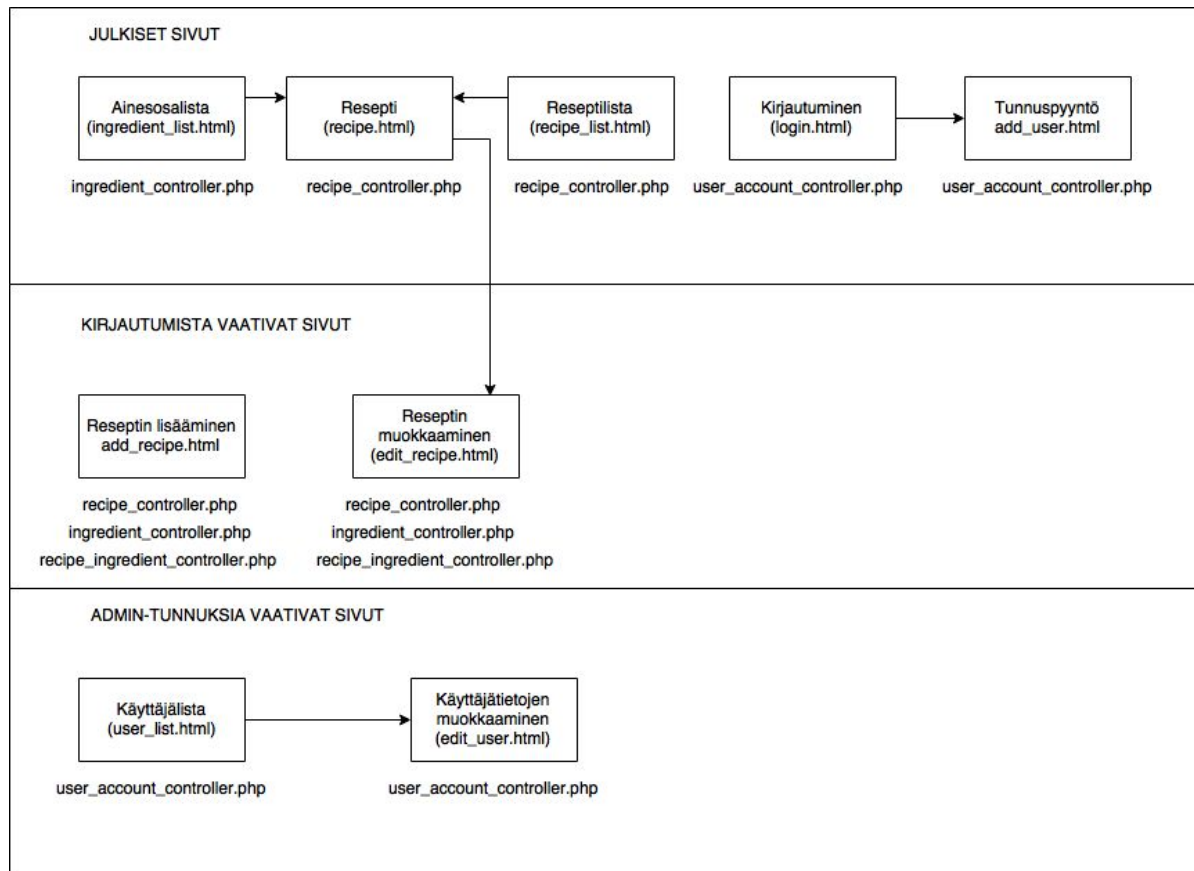 JULKISET SIVUT
Ainesosalista
(ingredient_list.html)
ingredient_controller.php
Resepti
(recipe.html)
recipe_controller.php
Reseptilista
(recipe_list.html)
recipe_controller.php
Kirjautuminen
(login.html)
user_account_controller.php
Tunnuspyyntö
add_user.html
user_account_controller.php
KIRJAUTUMISTA VAATIVAT SIVUT
Reseptin lisääminen
add_recipe.html
recipe_controller.php
ingredient_controller.php
recipe_ingredient_controller.php
Reseptin
muokkaaminen
(edit_recipe.html)
recipe_controller.php
ingredient_controller.php
recipe_ingredient_controller.php
ADMIN-TUNNUKSIA VAATIVAT SIVUT
Käyttäjälista
(user_list.html)
user_account_controller.php
Käyttäjätietojen
muokkaaminen
(edit_user.html)
user_account_controller.php